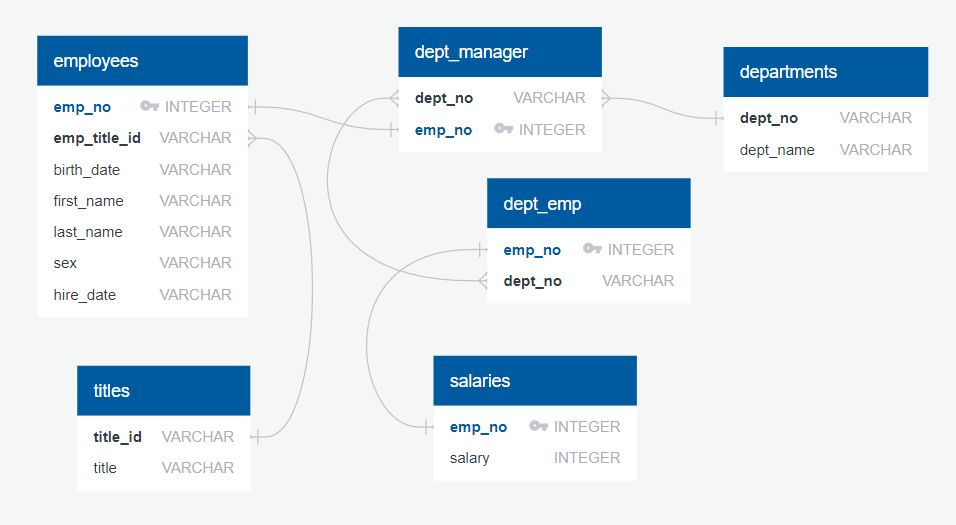 employees
emp_no INTEGER
emp_title_id VARCHAR
birth_date VARCHAR
first_name VARCHAR
last_name VARCHAR
sex VARCHAR
hire_date VARCHAR
dept_manager
dept_no VARCHAR
emp_no INTEGER
departments
dept_no VARCHAR
dept_name VARCHAR
dept_emp
emp_no INTEGER
dept_no VARCHAR
titles
title_id VARCHAR
title VARCHAR
salaries
emp_no INTEGER
salary INTEGER